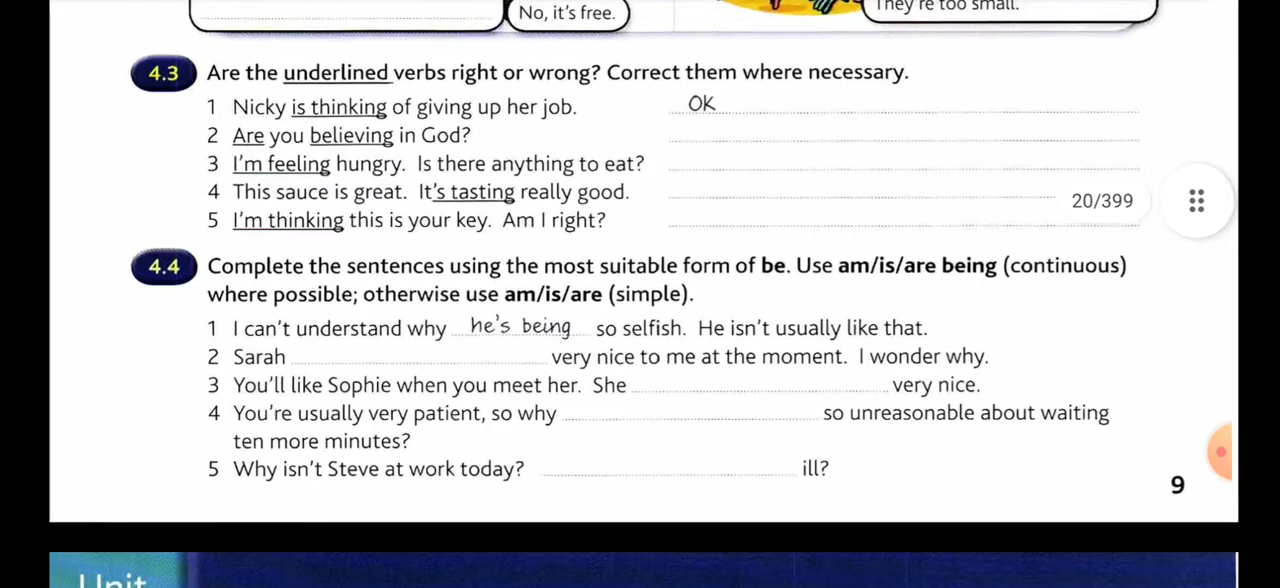 No, it's free.
They're too small.
4.3 Are the underlined verbs right or wrong? Correct them where necessary.
1 Nicky is thinking of giving up her job. OK
2 Are you believing in God?
3 I'm feeling hungry. Is there anything to eat?
4 This sauce is great. It's tasting really good.
20/399
5 I'm thinking this is your key. Am I right?
4.4 Complete the sentences using the most suitable form of be. Use am/is/are being (continuous)
where possible; otherwise use am/is/are (simple).
1 I can't understand why he's being so selfish. He isn't usually like that.
2 Sarah very nice to me at the moment. I wonder why.
3 You'll like Sophie when you meet her. She very nice.
4 You're usually very patient, so why so unreasonable about waiting
ten more minutes?
5 Why isn't Steve at work today? ill?
9
Unit